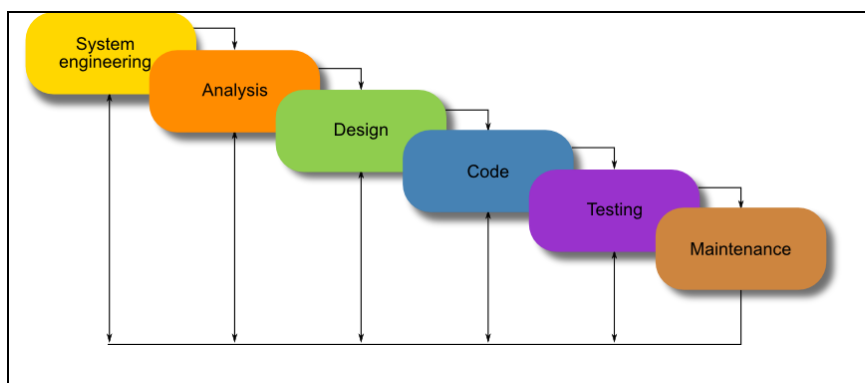 System
engineering
Analysis
Design
Code
Testing
Maintenance